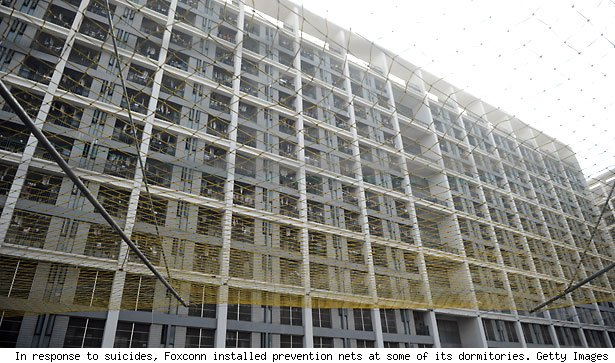 In response to suicides, Foxconn installed prevention nets at some of its dormitories. Getty Images